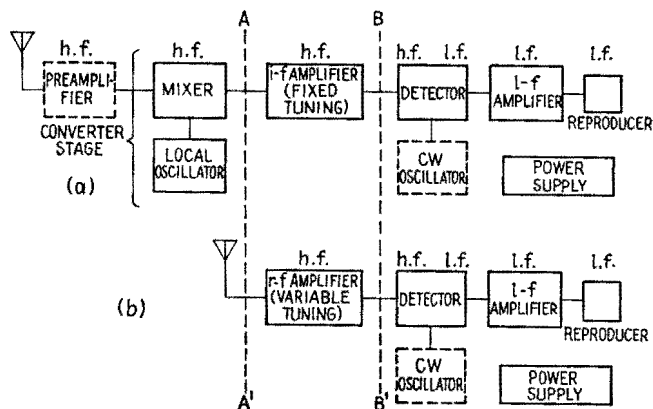 A B
h.f. h.f. h.f. h.f. l.f. l.f. l.f.
PREAMPLI-
FIER
MIXER
i-f AMPLIFIER
(FIXED
TUNING)
DETECTOR
l-f
AMPLIFIER
REPRODUCER
CONVERTER
STAGE
LOCAL
OSCILLATOR
CW
OSCILLATOR
POWER
SUPPLY
(a)
h.f. h.f. l.f. l.f. l.f.
(b)
r-f AMPLIFIER
(VARIABLE
TUNING)
DETECTOR
l-f
AMPLIFIER
REPRODUCER
CW
OSCILLATOR
POWER
SUPPLY
A' B'